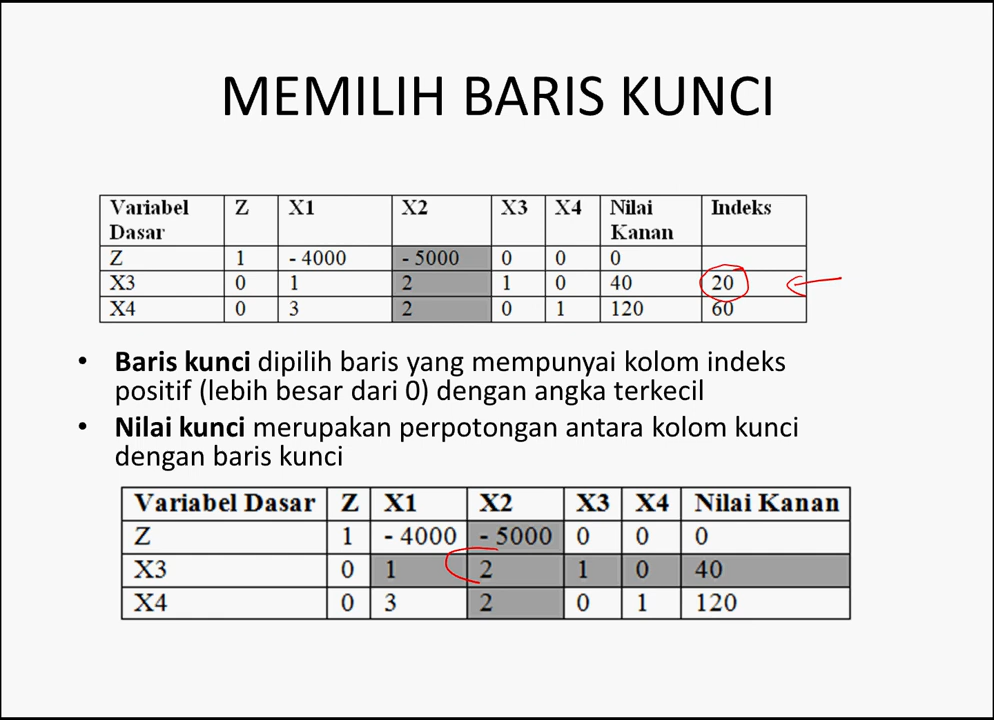 MEMILIH BARIS KUNCI
Variabel Dasar Z X1 X2 X3 X4 Nilai Kanan Indeks
Z 1 - 4000 - 5000 0 0 0
X3 0 1 2 1 0 40 20
X4 0 3 2 0 1 120 60
• Baris kunci dipilih baris yang mempunyai kolom indeks
positif (lebih besar dari 0) dengan angka terkecil
• Nilai kunci merupakan perpotongan antara kolom kunci
dengan baris kunci
Variabel Dasar Z X1 X2 X3 X4 Nilai Kanan
Z 1 - 4000 - 5000 0 0 0
X3 0 1 2 1 0 40
X4 0 3 2 0 1 120